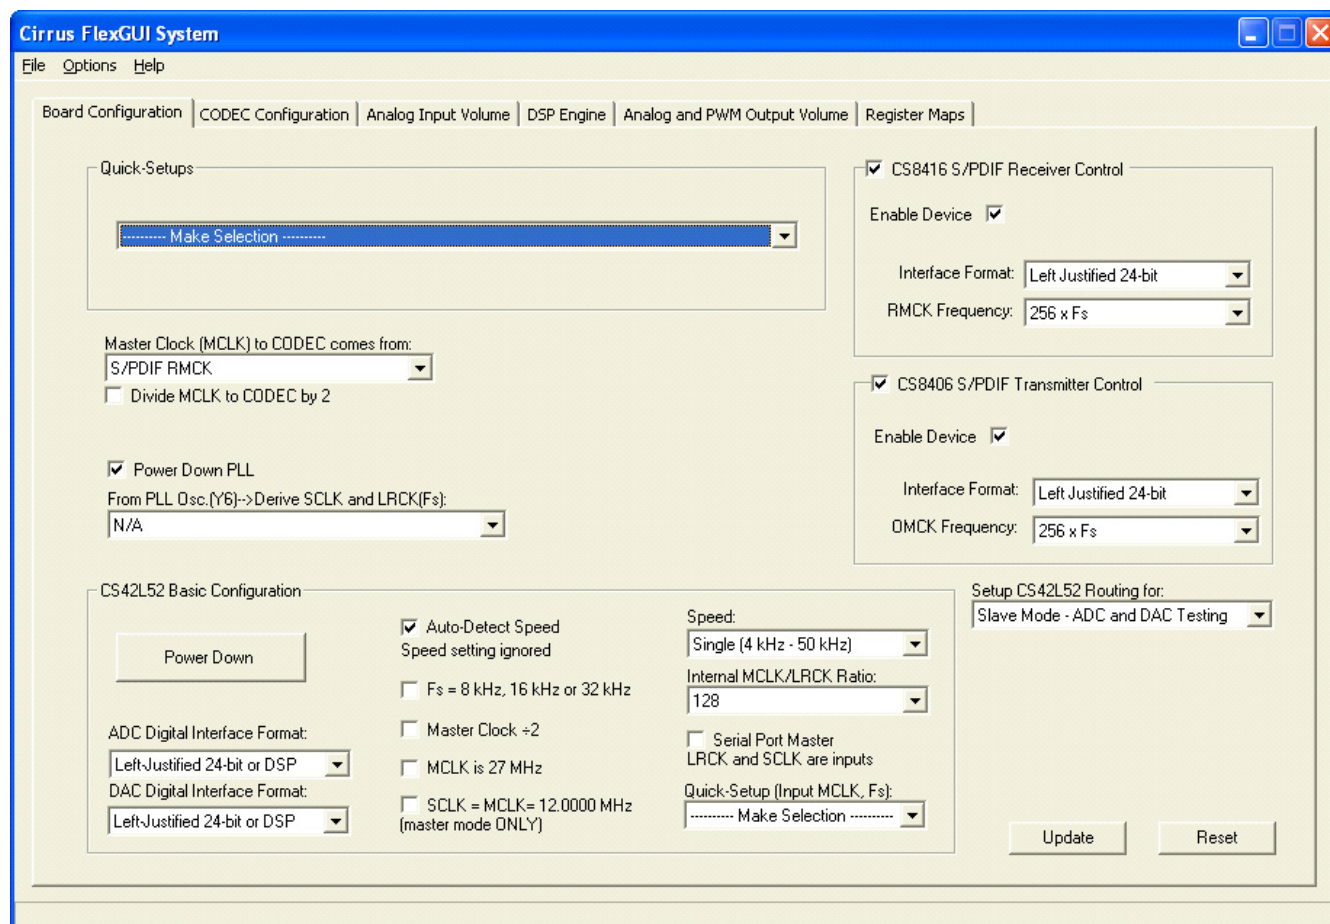 Cirrus FlexGUI System
File Options Help
Board Configuration CODEC Configuration Analog Input Volume DSP Engine Analog and PWM Output Volume Register Maps
Quick-Setups
---------- Make Selection ----------
Master Clock (MCLK) to CODEC comes from:
S/PDIF RMCK
Divide MCLK to CODEC by 2
Power Down PLL
From PLL Osc.(Y6)-->Derive SCLK and LRCK(Fs):
N/A
CS8416 S/PDIF Receiver Control
Enable Device
Interface Format: Left Justified 24-bit
RMCK Frequency: 256 x Fs
CS8406 S/PDIF Transmitter Control
Enable Device
Interface Format: Left Justified 24-bit
OMCK Frequency: 256 x Fs
CS42L52 Basic Configuration
Power Down
ADC Digital Interface Format:
Left-Justified 24-bit or DSP
DAC Digital Interface Format:
Left-Justified 24-bit or DSP
Auto-Detect Speed
Speed setting ignored
Fs = 8 kHz, 16 kHz or 32 kHz
Master Clock ÷2
MCLK is 27 MHz
SCLK = MCLK= 12.0000 MHz
(master mode ONLY)
Speed:
Single (4 kHz - 50 kHz)
Internal MCLK/LRCK Ratio:
128
Serial Port Master
LRCK and SCLK are inputs
Quick-Setup (Input MCLK, Fs):
---------- Make Selection ----------
Setup CS42L52 Routing for:
Slave Mode - ADC and DAC Testing
Update Reset